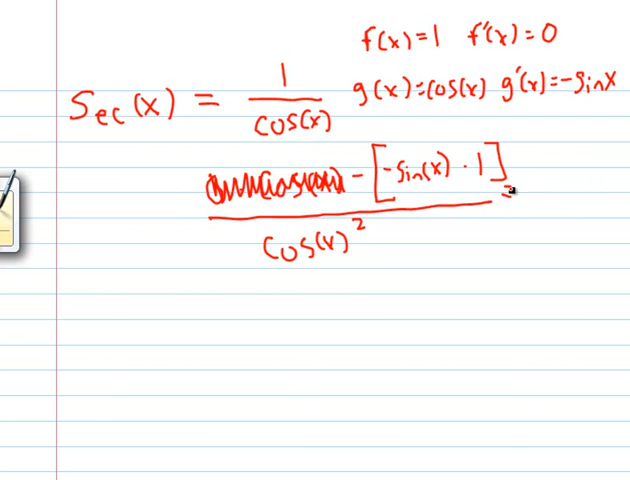 f(x)=1 f'(x)=0
Sec(x) = 1/cos(x) g(x)=cos(x) g'(x)=-sinx
- [-sin(x) · 1] =
cos(x)²